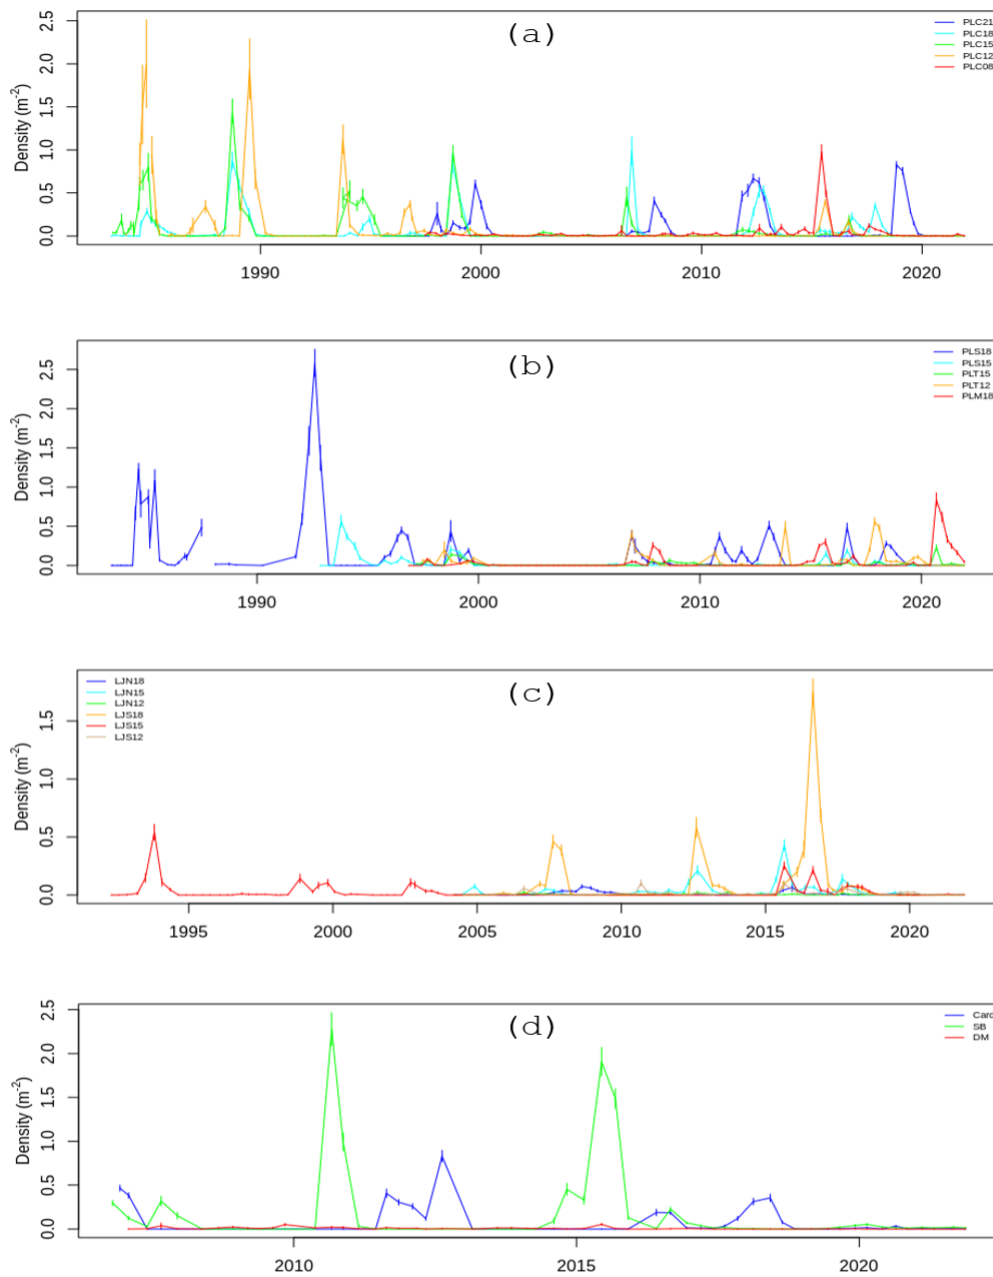 (a)
PLC21
PLC18
PLC15
PLC12
PLC08
Density (m-2)
2.5
2.0
1.5
1.0
0.5
0.0
1990 2000 2010 2020
(b)
PLS18
PLS15
PLT15
PLT12
PLM18
Density (m-2)
2.5
2.0
1.5
1.0
0.5
0.0
1990 2000 2010 2020
(c)
LJN18
LJN15
LJN12
LJS18
LJS15
LJS12
Density (m-2)
1.5
1.0
0.5
0.0
1995 2000 2005 2010 2015 2020
(d)
Card
SB
DM
Density (m-2)
2.5
2.0
1.5
1.0
0.5
0.0
2010 2015 2020